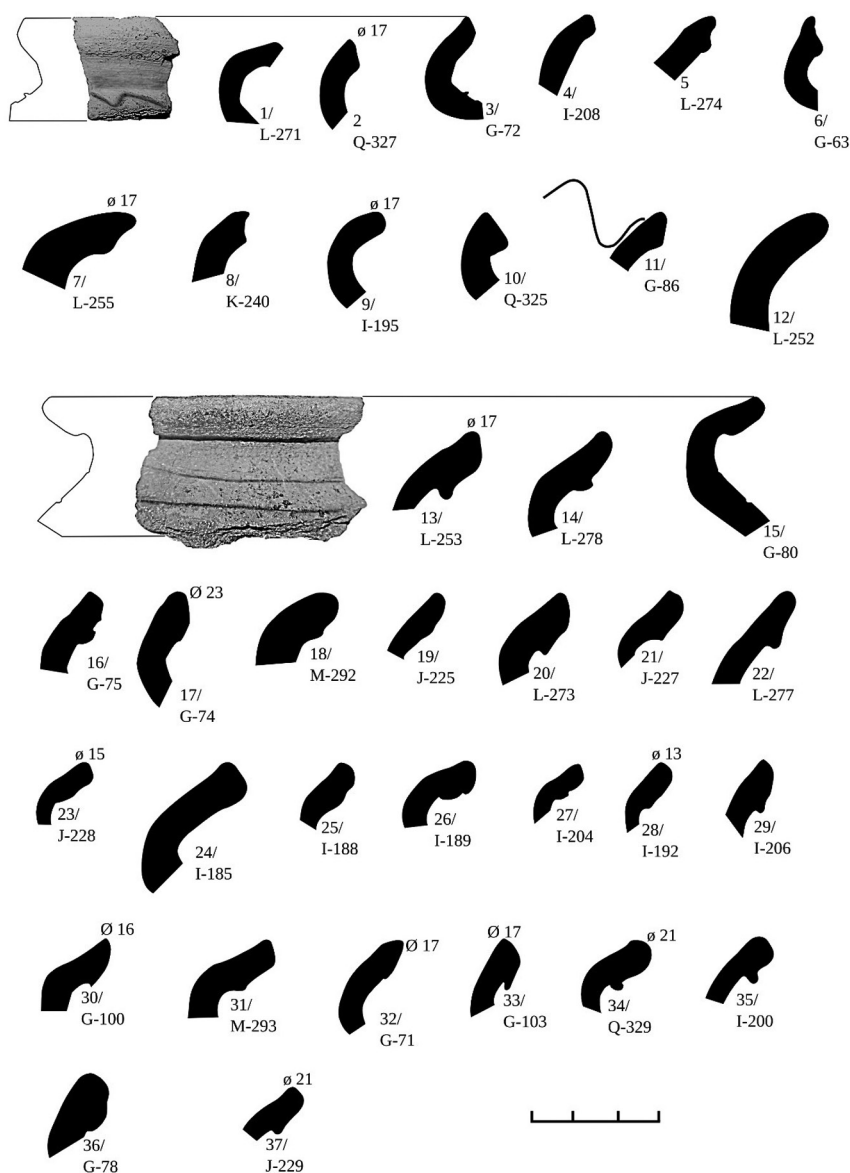 ø 17
1/
L-271
2
Q-327
3/
G-72
4/
I-208
5
L-274
6/
G-63
ø 17
7/
L-255
8/
K-240
ø 17
9/
I-195
10/
Q-325
11/
G-86
12/
L-252
ø 17
13/
L-253
14/
L-278
15/
G-80
16/
G-75
Ø 23
17/
G-74
18/
M-292
19/
J-225
20/
L-273
21/
J-227
22/
L-277
ø 15
23/
J-228
24/
I-185
25/
I-188
26/
I-189
27/
I-204
ø 13
28/
I-192
29/
I-206
Ø 16
30/
G-100
31/
M-293
Ø 17
32/
G-71
Ø 17
33/
G-103
ø 21
34/
Q-329
35/
I-200
36/
G-78
ø 21
37/
J-229